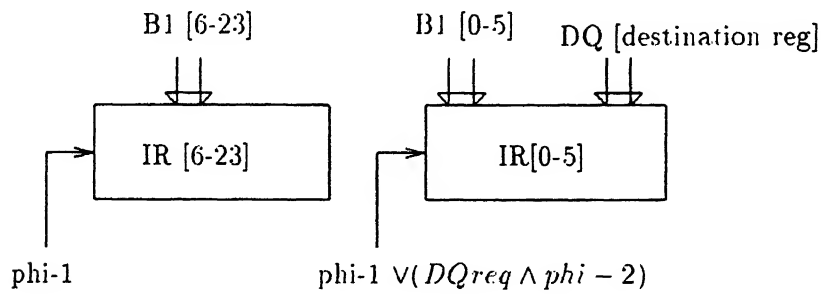 B1 [6-23]
B1 [0-5]
DQ [destination reg]
IR [6-23]
IR[0-5]
phi-1
phi-1 ∨(DQreq ∧ phi − 2)